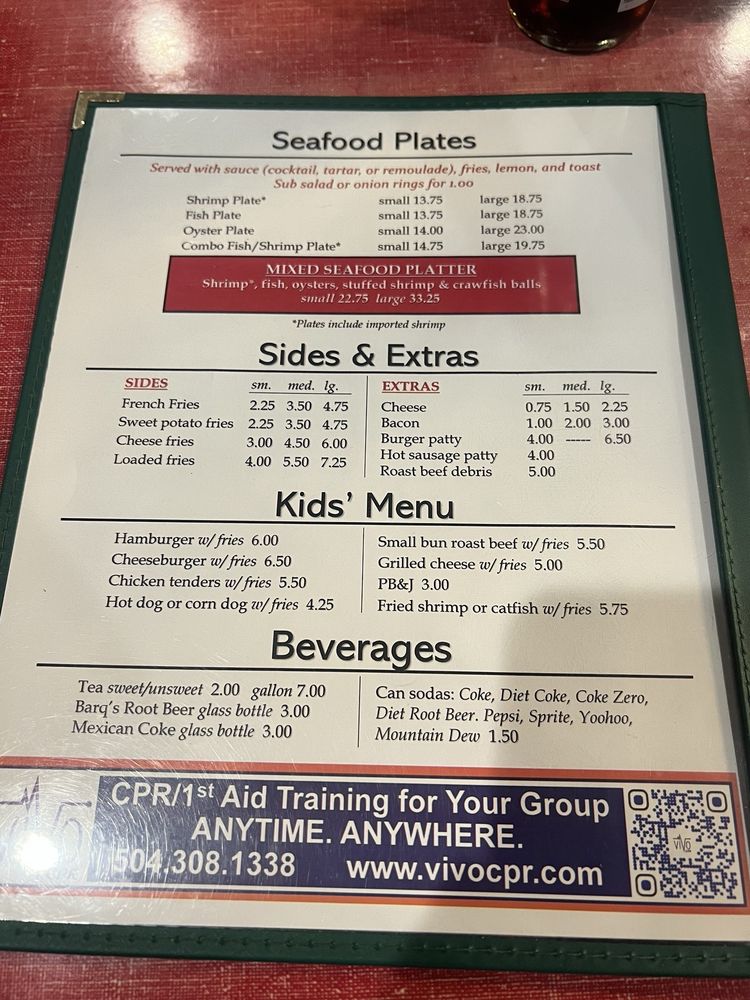 Seafood Plates
Served with sauce (cocktail, tartar, or remoulade), fries, lemon, and toast
Sub salad or onion rings for 1.00
Shrimp Plate* small 13.75 large 18.75
Fish Plate small 13.75 large 18.75
Oyster Plate small 14.00 large 23.00
Combo Fish/Shrimp Plate* small 14.75 large 19.75
MIXED SEAFOOD PLATTER
Shrimp*, fish, oysters, stuffed shrimp & crawfish balls
small 22.75 large 33.25
*Plates include imported shrimp
Sides & Extras
SIDES sm. med. lg.
French Fries 2.25 3.50 4.75
Sweet potato fries 2.25 3.50 4.75
Cheese fries 3.00 4.50 6.00
Loaded fries 4.00 5.50 7.25
EXTRAS sm. med. lg.
Cheese 0.75 1.50 2.25
Bacon 1.00 2.00 3.00
Burger patty 4.00 ----- 6.50
Hot sausage patty 4.00
Roast beef debris 5.00
Kids' Menu
Hamburger w/fries 6.00
Cheeseburger w/fries 6.50
Chicken tenders w/fries 5.50
Hot dog or corn dog w/fries 4.25
Small bun roast beef w/fries 5.50
Grilled cheese w/fries 5.00
PB&J 3.00
Fried shrimp or catfish w/fries 5.75
Beverages
Tea sweet/unsweet 2.00 gallon 7.00
Barq's Root Beer glass bottle 3.00
Mexican Coke glass bottle 3.00
Can sodas: Coke, Diet Coke, Coke Zero,
Diet Root Beer. Pepsi, Sprite, Yoohoo,
Mountain Dew 1.50
CPR/1st Aid Training for Your Group
ANYTIME. ANYWHERE.
504.308.1338 www.vivocpr.com
vivo